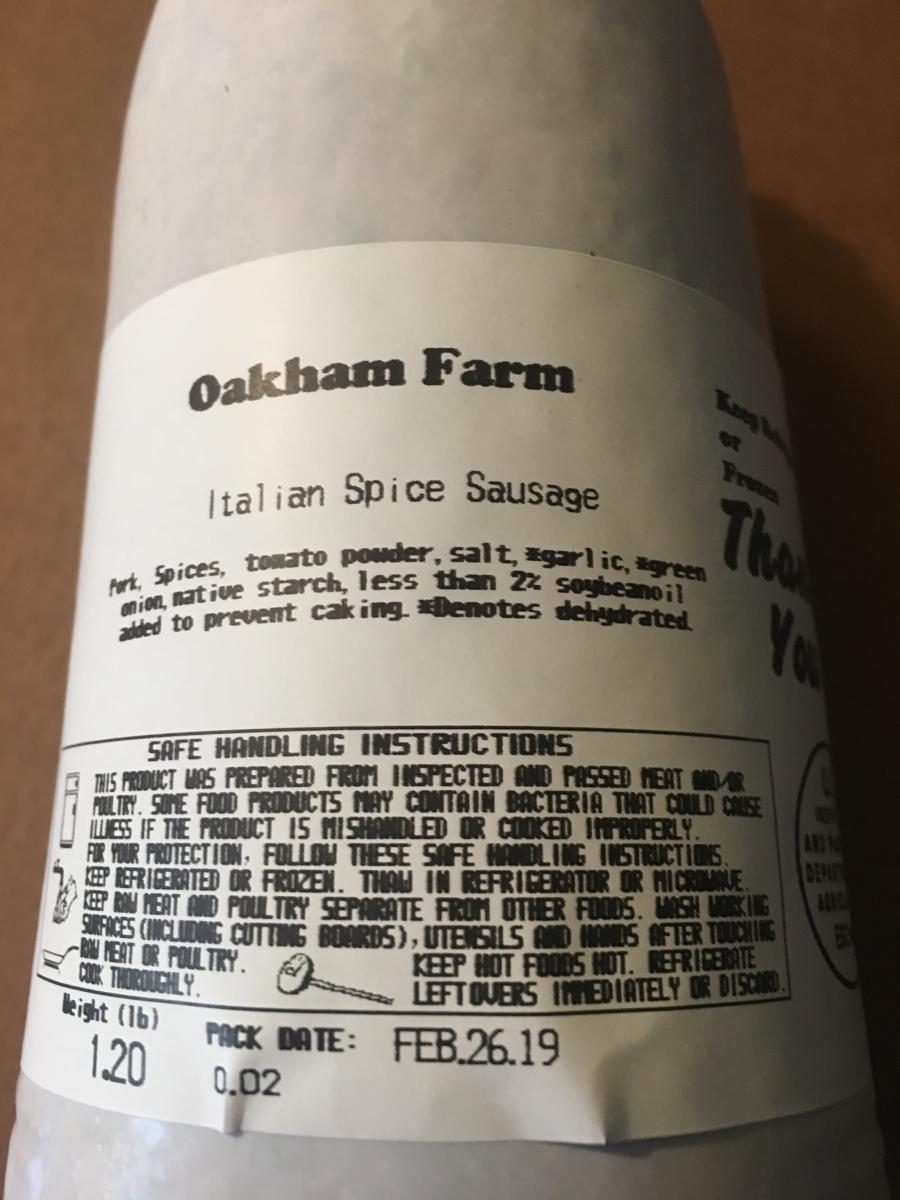 Oakham Farm
Italian Spice Sausage
Pork, Spices, tomato powder, salt, *garlic, *green
onion, native starch, less than 2% soybeanoil
added to prevent caking. *Denotes dehydrated.
Keep
or
Frozen
SAFE HANDLING INSTRUCTIONS
THIS PRODUCT WAS PREPARED FROM INSPECTED AND PASSED MEAT AND/OR
POULTRY. SOME FOOD PRODUCTS MAY CONTAIN BACTERIA THAT COULD CAUSE
ILLNESS IF THE PRODUCT IS MISHANDLED OR COOKED IMPROPERLY.
FOR YOUR PROTECTION, FOLLOW THESE SAFE HANDLING INSTRUCTIONS.
KEEP REFRIGERATED OR FROZEN. THAW IN REFRIGERATOR OR MICROWAVE.
KEEP RAW MEAT AND POULTRY SEPARATE FROM OTHER FOODS. WASH WORKING
SURFACES (INCLUDING CUTTING BOARDS), UTENSILS AND HANDS AFTER TOUCHING
RAW MEAT OR POULTRY.
COOK THOROUGHLY.
KEEP HOT FOODS HOT. REFRIGERATE
LEFTOVERS IMMEDIATELY OR DISCARD.
Weight (lb)
1.20
PACK DATE: FEB.26.19
0.02